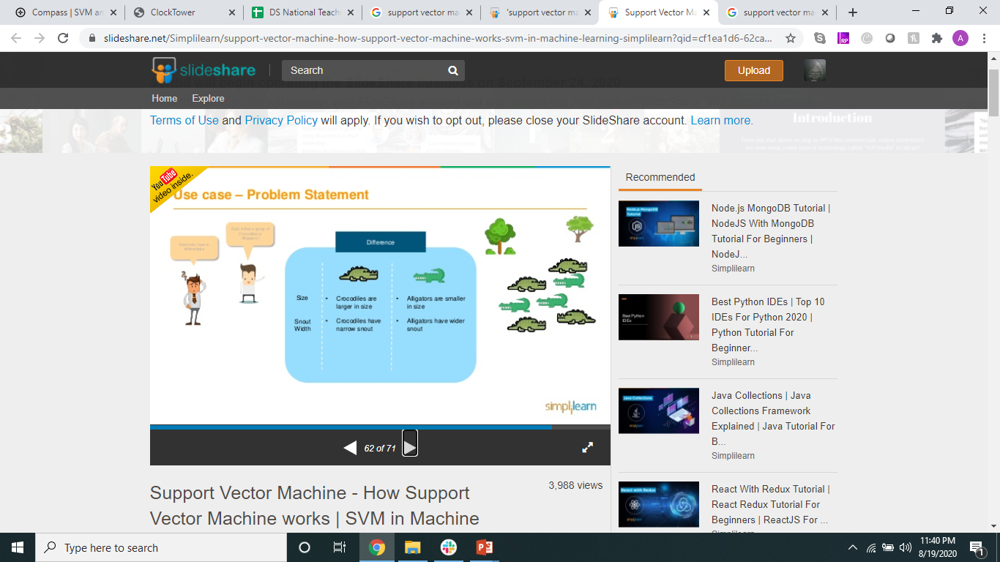 Compass | SVM an
ClockTower
DS National Teach
support vector ma
'support vector ma
Support Vector Ma
support vector ma
slideshare.net/Simplilearn/support-vector-machine-how-support-vector-machine-works-svm-in-machine-learning-simplilearn?qid=cf1ea1d6-62ca...
RP
A
slideshare
Search
Upload
on September 24, 2020
Home Explore
Terms of Use and Privacy Policy will apply. If you wish to opt out, please close your SlideShare account. Learn more.
Introduction
You Tube
video inside.
Use case – Problem Statement
Difference
Size
• Crocodiles are
larger in size
• Alligators are smaller
in size
Snout
Width
• Crocodiles have
narrow snout
• Alligators have wider
snout
simplilearn
62 of 71
Support Vector Machine - How Support
Vector Machine works | SVM in Machine
3,988 views
Recommended
Node.js MongoDB
Tutorial
Node.js MongoDB Tutorial |
NodeJS With MongoDB
Tutorial For Beginners |
NodeJ...
Simplilearn
Best Python
IDEs
Best Python IDEs | Top 10
IDEs For Python 2020 |
Python Tutorial For
Beginner...
Simplilearn
Java Collections
Java Collections | Java
Collections Framework
Explained | Java Tutorial For
B...
Simplilearn
React with Redux
React With Redux Tutorial |
React Redux Tutorial For
Beginners | ReactJS For ...
Simplilearn
Type here to search
11:40 PM
8/19/2020
1